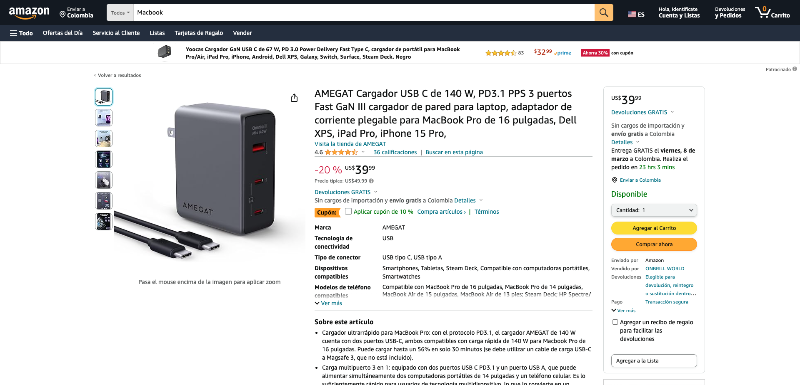 amazon
Enviar a
Colombia
Todos
Macbook
ES
Hola, Identifícate
Cuenta y Listas
Devoluciones
y Pedidos
0
Carrito
Todo
Ofertas del Día
Servicio al Cliente
Listas
Tarjetas de Regalo
Vender
Yoozas Cargador GaN USB C de 67 W, PD 3.0 Power Delivery Fast Type C, cargador de portátil para MacBook
Pro/Air, iPad Pro, iPhone, Android, Dell XPS, Galaxy, Switch, Surface, Steam Deck, Negro
83
$32.99
prime
Ahorra 50%
con cupón
Patrocinado
‹ Volver a resultados
AMEGAT
AMEGAT Cargador USB C de 140 W, PD3.1 PPS 3 puertos
Fast GaN III cargador de pared para laptop, adaptador de
corriente plegable para MacBook Pro de 16 pulgadas, Dell
XPS, iPad Pro, iPhone 15 Pro,
Visita la tienda de AMEGAT
4.6
36 calificaciones
|
Buscar en esta página
-20 %
US$39.99
Precio típico: US$49.99
Devoluciones GRATIS
Sin cargos de importación y envío gratis a Colombia Detalles
Cupón:
Aplicar cupón de 10 %
Compra artículos ›
|
Términos
Marca
AMEGAT
Tecnología de
conectividad
USB
Tipo de conector
USB tipo C, USB tipo A
Dispositivos
compatibles
Smartphones, Tabletas, Steam Deck, Compatible con computadoras portátiles,
Smartwatches
Modelos de teléfono
compatibles
Compatible con MacBook Pro de 16 pulgadas, MacBook Pro de 14 pulgadas,
MacBook Air de 15 pulgadas, MacBook Air de 13 pies; Steam Deck; HP Spectre/
Ver más
Pasa el mouse encima de la imagen para aplicar zoom
Sobre este artículo
Cargador ultrarrápido para MacBook Pro: con el protocolo PD3.1, el cargador AMEGAT de 140 W
cuenta con dos puertos USB-C, ambos compatibles con carga rápida de 140 W para MacBook Pro de
16 pulgadas. Puede cargar hasta un 56% en solo 30 minutos (se debe utilizar un cable de carga USB-C
a Magsafe 3, que no está incluido).
Carga multipuerto 3 en 1: equipado con dos puertos USB C PD3.1 y un puerto USB A, que puede
alimentar simultáneamente dos computadoras portátiles de 14 pulgadas y un teléfono celular. Es lo
US$39.99
Devoluciones GRATIS
Sin cargos de importación y
envío gratis a Colombia
Detalles
Entrega GRATIS el viernes, 8 de
marzo a Colombia. Realiza el
pedido en 23 hrs 3 mins
Enviar a Colombia
Disponible
Cantidad: 1
Agregar al Carrito
Comprar ahora
Enviado por
Amazon
Vendido por
Devoluciones
Elegible para
devolución, reintegro
o sustitución dentro…
Pago
Transacción segura
Ver más
Agregar un recibo de regalo
para facilitar las
devoluciones
Agregar a la Lista